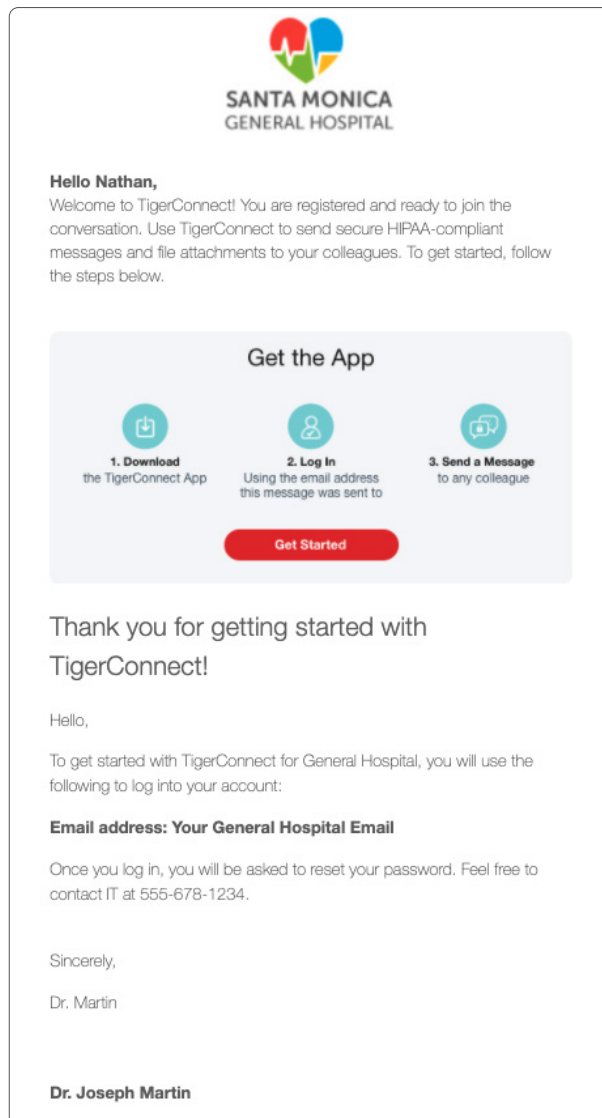 SANTA MONICA
GENERAL HOSPITAL
Hello Nathan,
Welcome to TigerConnect! You are registered and ready to join the
conversation. Use TigerConnect to send secure HIPAA-compliant
messages and file attachments to your colleagues. To get started, follow
the steps below.
Get the App
1. Download
the TigerConnect App
2. Log In
Using the email address
this message was sent to
3. Send a Message
to any colleague
Get Started
Thank you for getting started with
TigerConnect!
Hello,
To get started with TigerConnect for General Hospital, you will use the
following to log into your account:
Email address: Your General Hospital Email
Once you log in, you will be asked to reset your password. Feel free to
contact IT at 555-678-1234.
Sincerely,
Dr. Martin
Dr. Joseph Martin